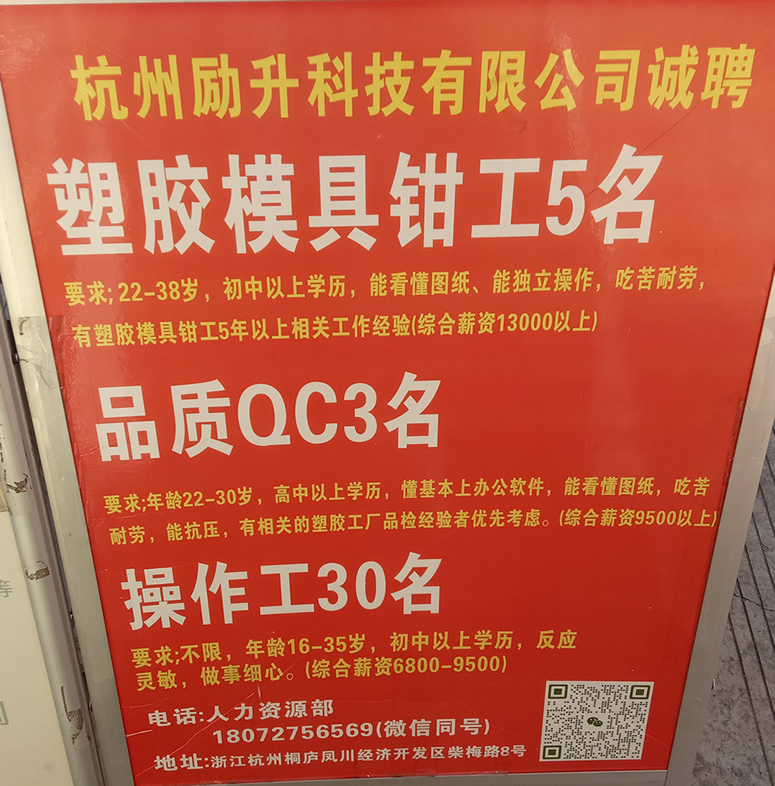 杭州励升科技有限公司诚聘
塑胶模具钳工5名
要求;22-38岁，初中以上学历，能看懂图纸、能独立操作，吃苦耐劳，
有塑胶模具钳工5年以上相关工作经验(综合薪资13000以上)
品质QC3名
要求;年龄22-30岁，高中以上学历，懂基本上办公软件，能看懂图纸，吃苦
耐劳，能抗压，有相关的塑胶工厂品检经验者优先考虑。(综合薪资9500以上)
操作工30名
要求;不限，年龄16-35岁，初中以上学历，反应
灵敏，做事细心。(综合薪资6800-9500)
电话:人力资源部
18072756569(微信同号)
地址:浙江杭州桐庐凤川经济开发区柴梅路8号